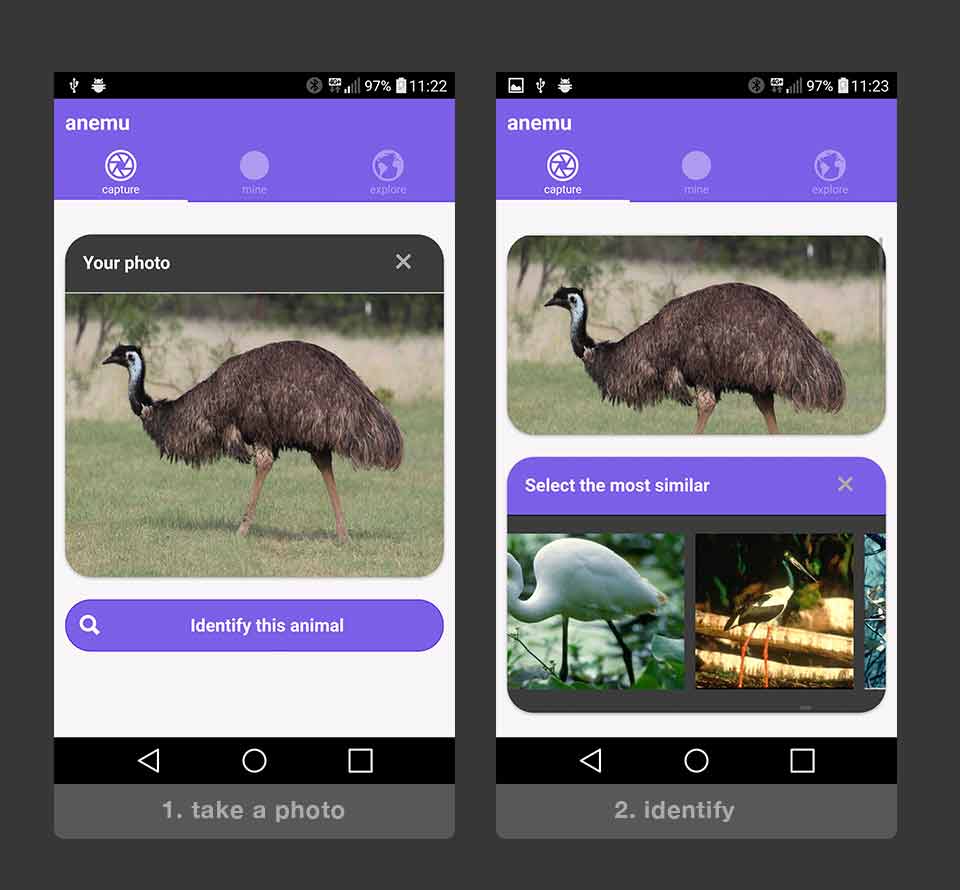 97% 11:22
anemu
capture mine explore
Your photo
Identify this animal
1. take a photo
97% 11:23
anemu
capture mine explore
Select the most similar
2. identify